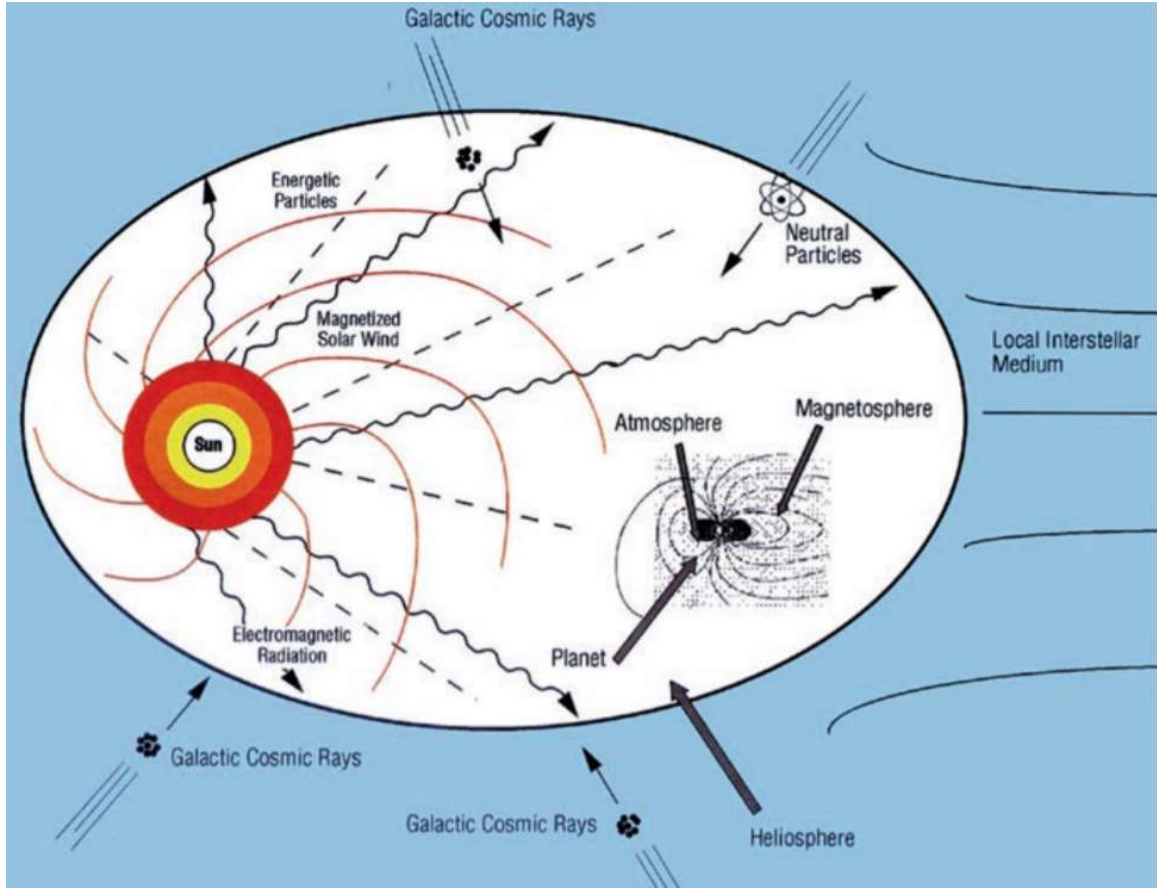 Galactic Cosmic Rays
Energetic
Particles
Neutral
Particles
Magnetized
Solar Wind
Local Interstellar
Medium
Atmosphere
Magnetosphere
Sun
Electromagnetic
Radiation
Planet
Galactic Cosmic Rays
Galactic Cosmic Rays
Heliosphere